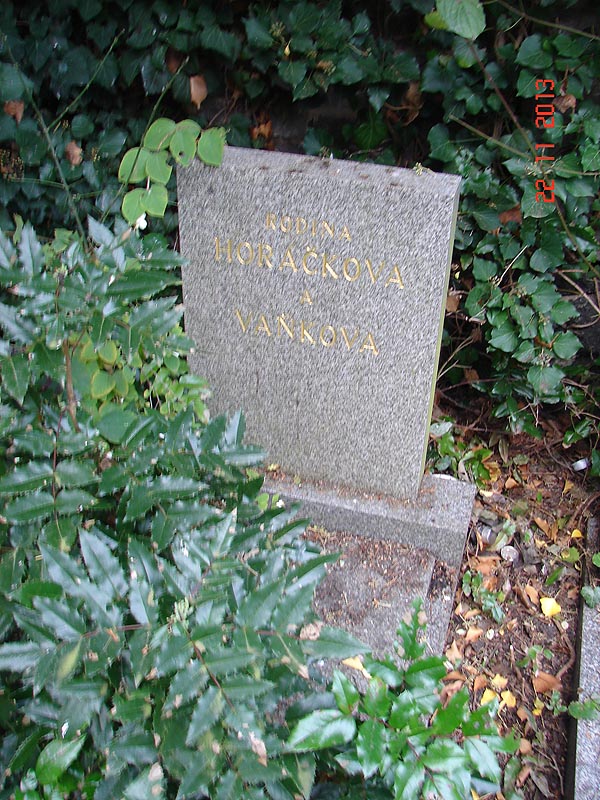 RODINA
HORAČKOVA
A
VAŇKOVA
22 11 2013